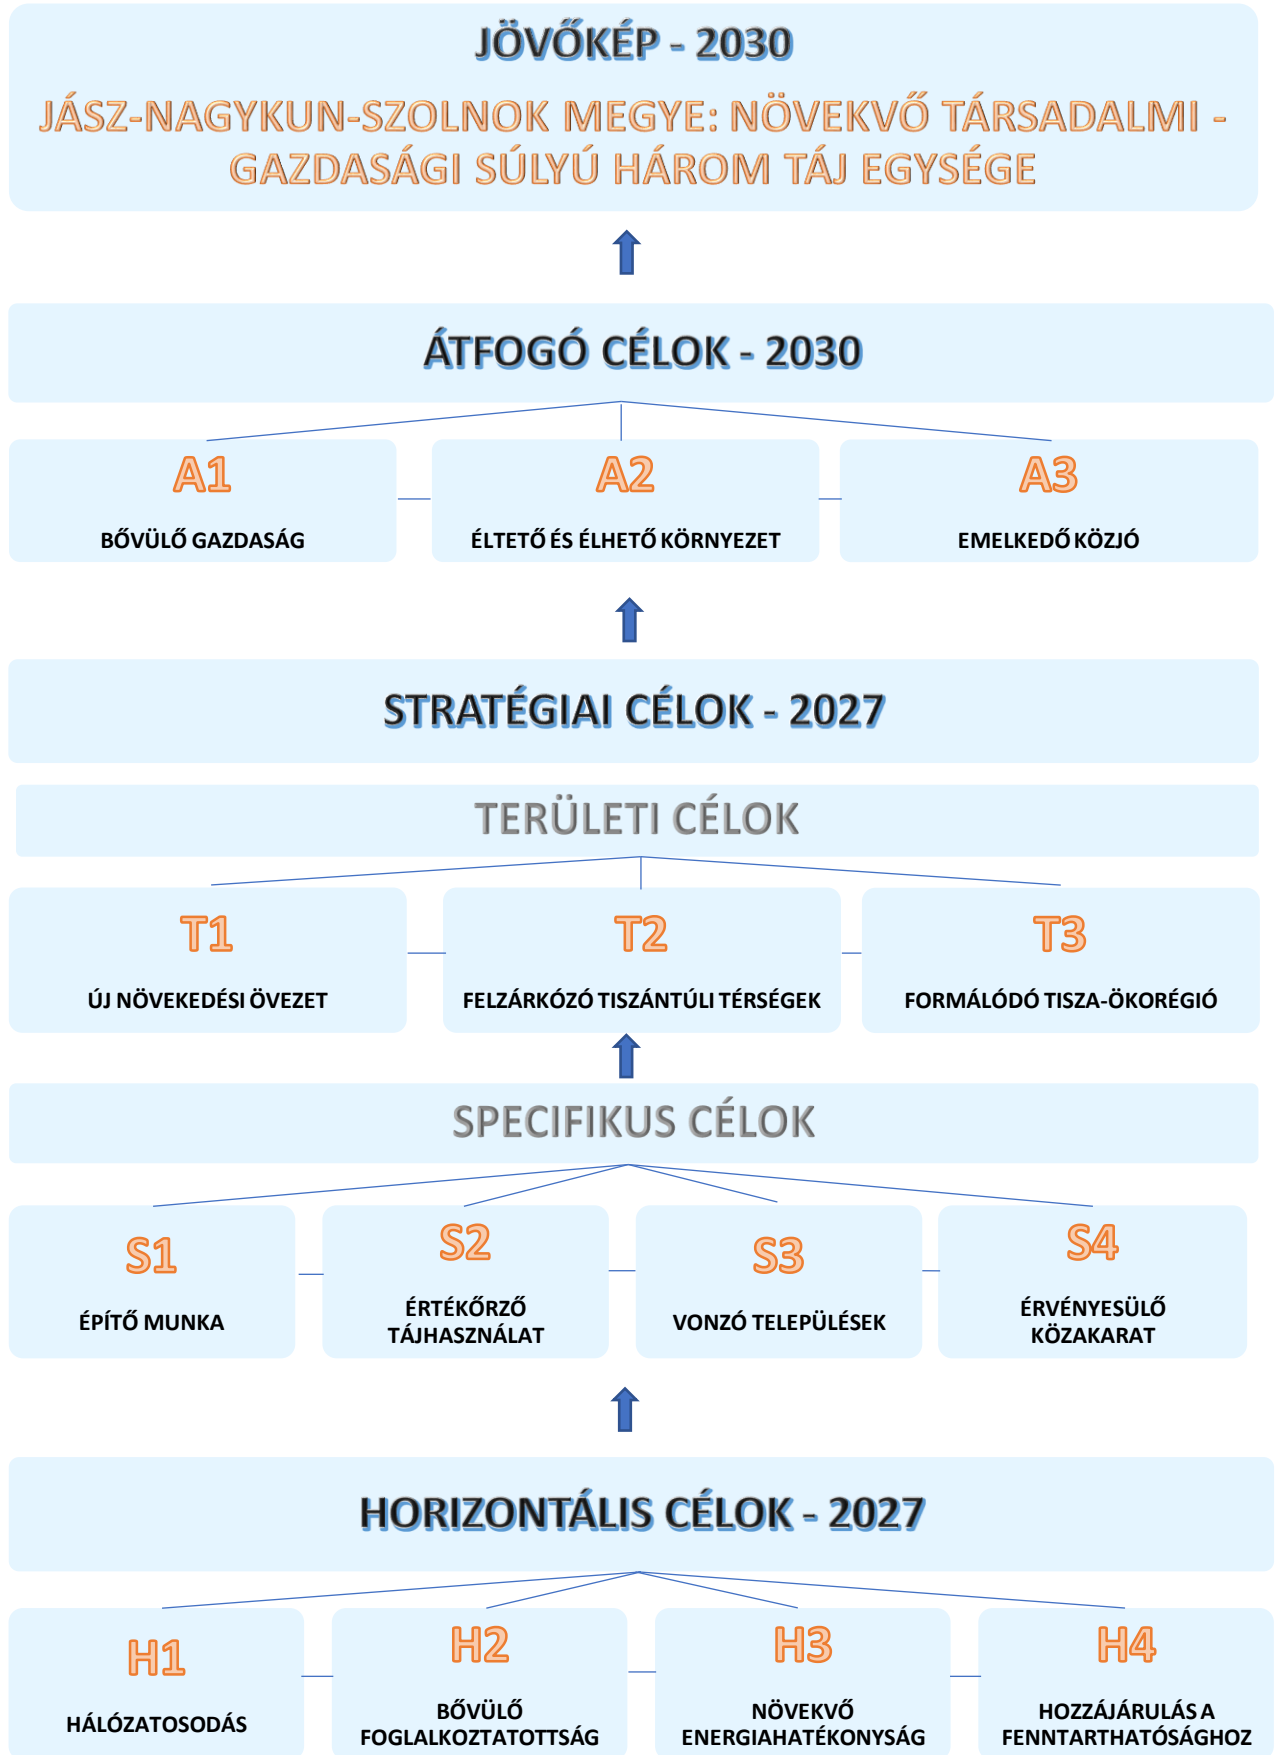 JÖVŐKÉP - 2030
JÁSZ-NAGYKUN-SZOLNOK MEGYE: NÖVEKVŐ TÁRSADALMI -
GAZDASÁGI SÚLYÚ HÁROM TÁJ EGYSÉGE
ÁTFOGÓ CÉLOK - 2030
A1
BŐVÜLŐ GAZDASÁG
A2
ÉLTETŐ ÉS ÉLHETŐ KÖRNYEZET
A3
EMELKEDŐ KÖZJÓ
STRATÉGIAI CÉLOK - 2027
TERÜLETI CÉLOK
T1
ÚJ NÖVEKEDÉSI ÖVEZET
T2
FELZÁRKÓZÓ TISZÁNTÚLI TÉRSÉGEK
T3
FORMÁLÓDÓ TISZA-ÖKORÉGIÓ
SPECIFIKUS CÉLOK
S1
ÉPÍTŐ MUNKA
S2
ÉRTÉKŐRZŐ
TÁJHASZNÁLAT
S3
VONZÓ TELEPÜLÉSEK
S4
ÉRVÉNYESÜLŐ
KÖZAKARAT
HORIZONTÁLIS CÉLOK - 2027
H1
HÁLÓZATOSODÁS
H2
BŐVÜLŐ
FOGLALKOZTATOTTSÁG
H3
NÖVEKVŐ
ENERGIAHATÉKONYSÁG
H4
HOZZÁJÁRULÁS A
FENNTARTHATÓSÁGHOZ